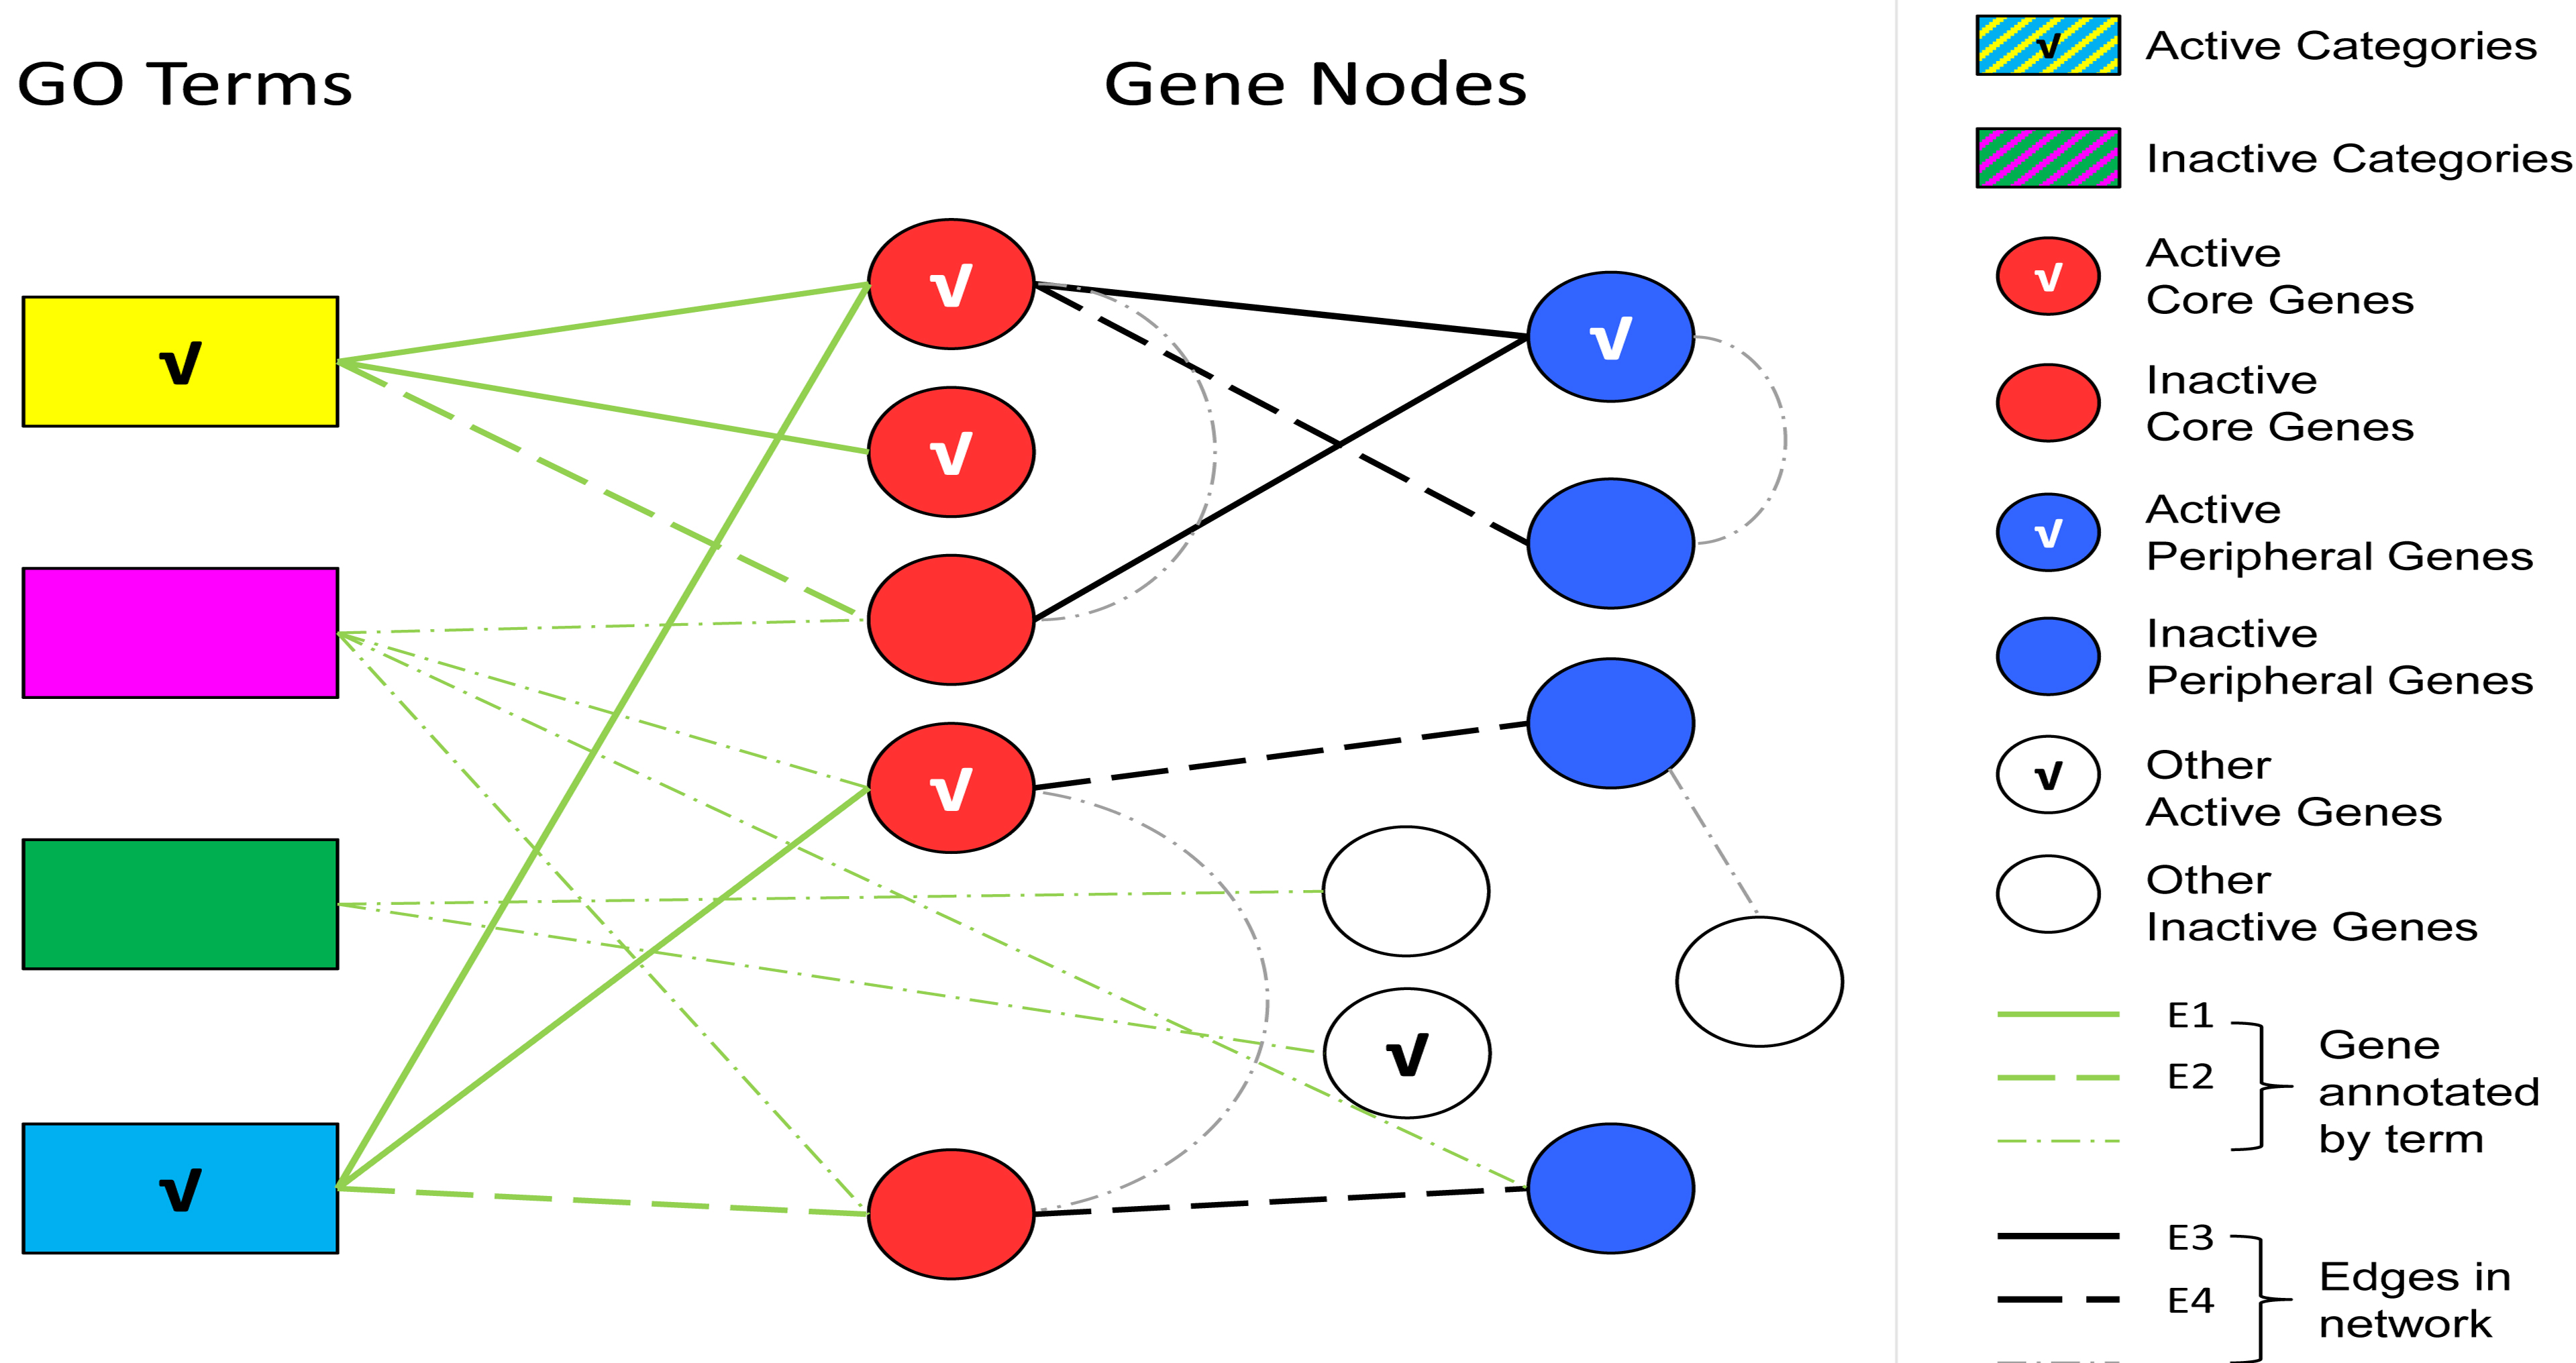 GO Terms
Gene Nodes
√
√
√
√
√
√
√
√ Active Categories
Inactive Categories
√ Active
Core Genes
Inactive
Core Genes
√ Active
Peripheral Genes
Inactive
Peripheral Genes
√ Other
Active Genes
Other
Inactive Genes
E1
E2
Gene
annotated
by term
E3
E4
Edges in
network